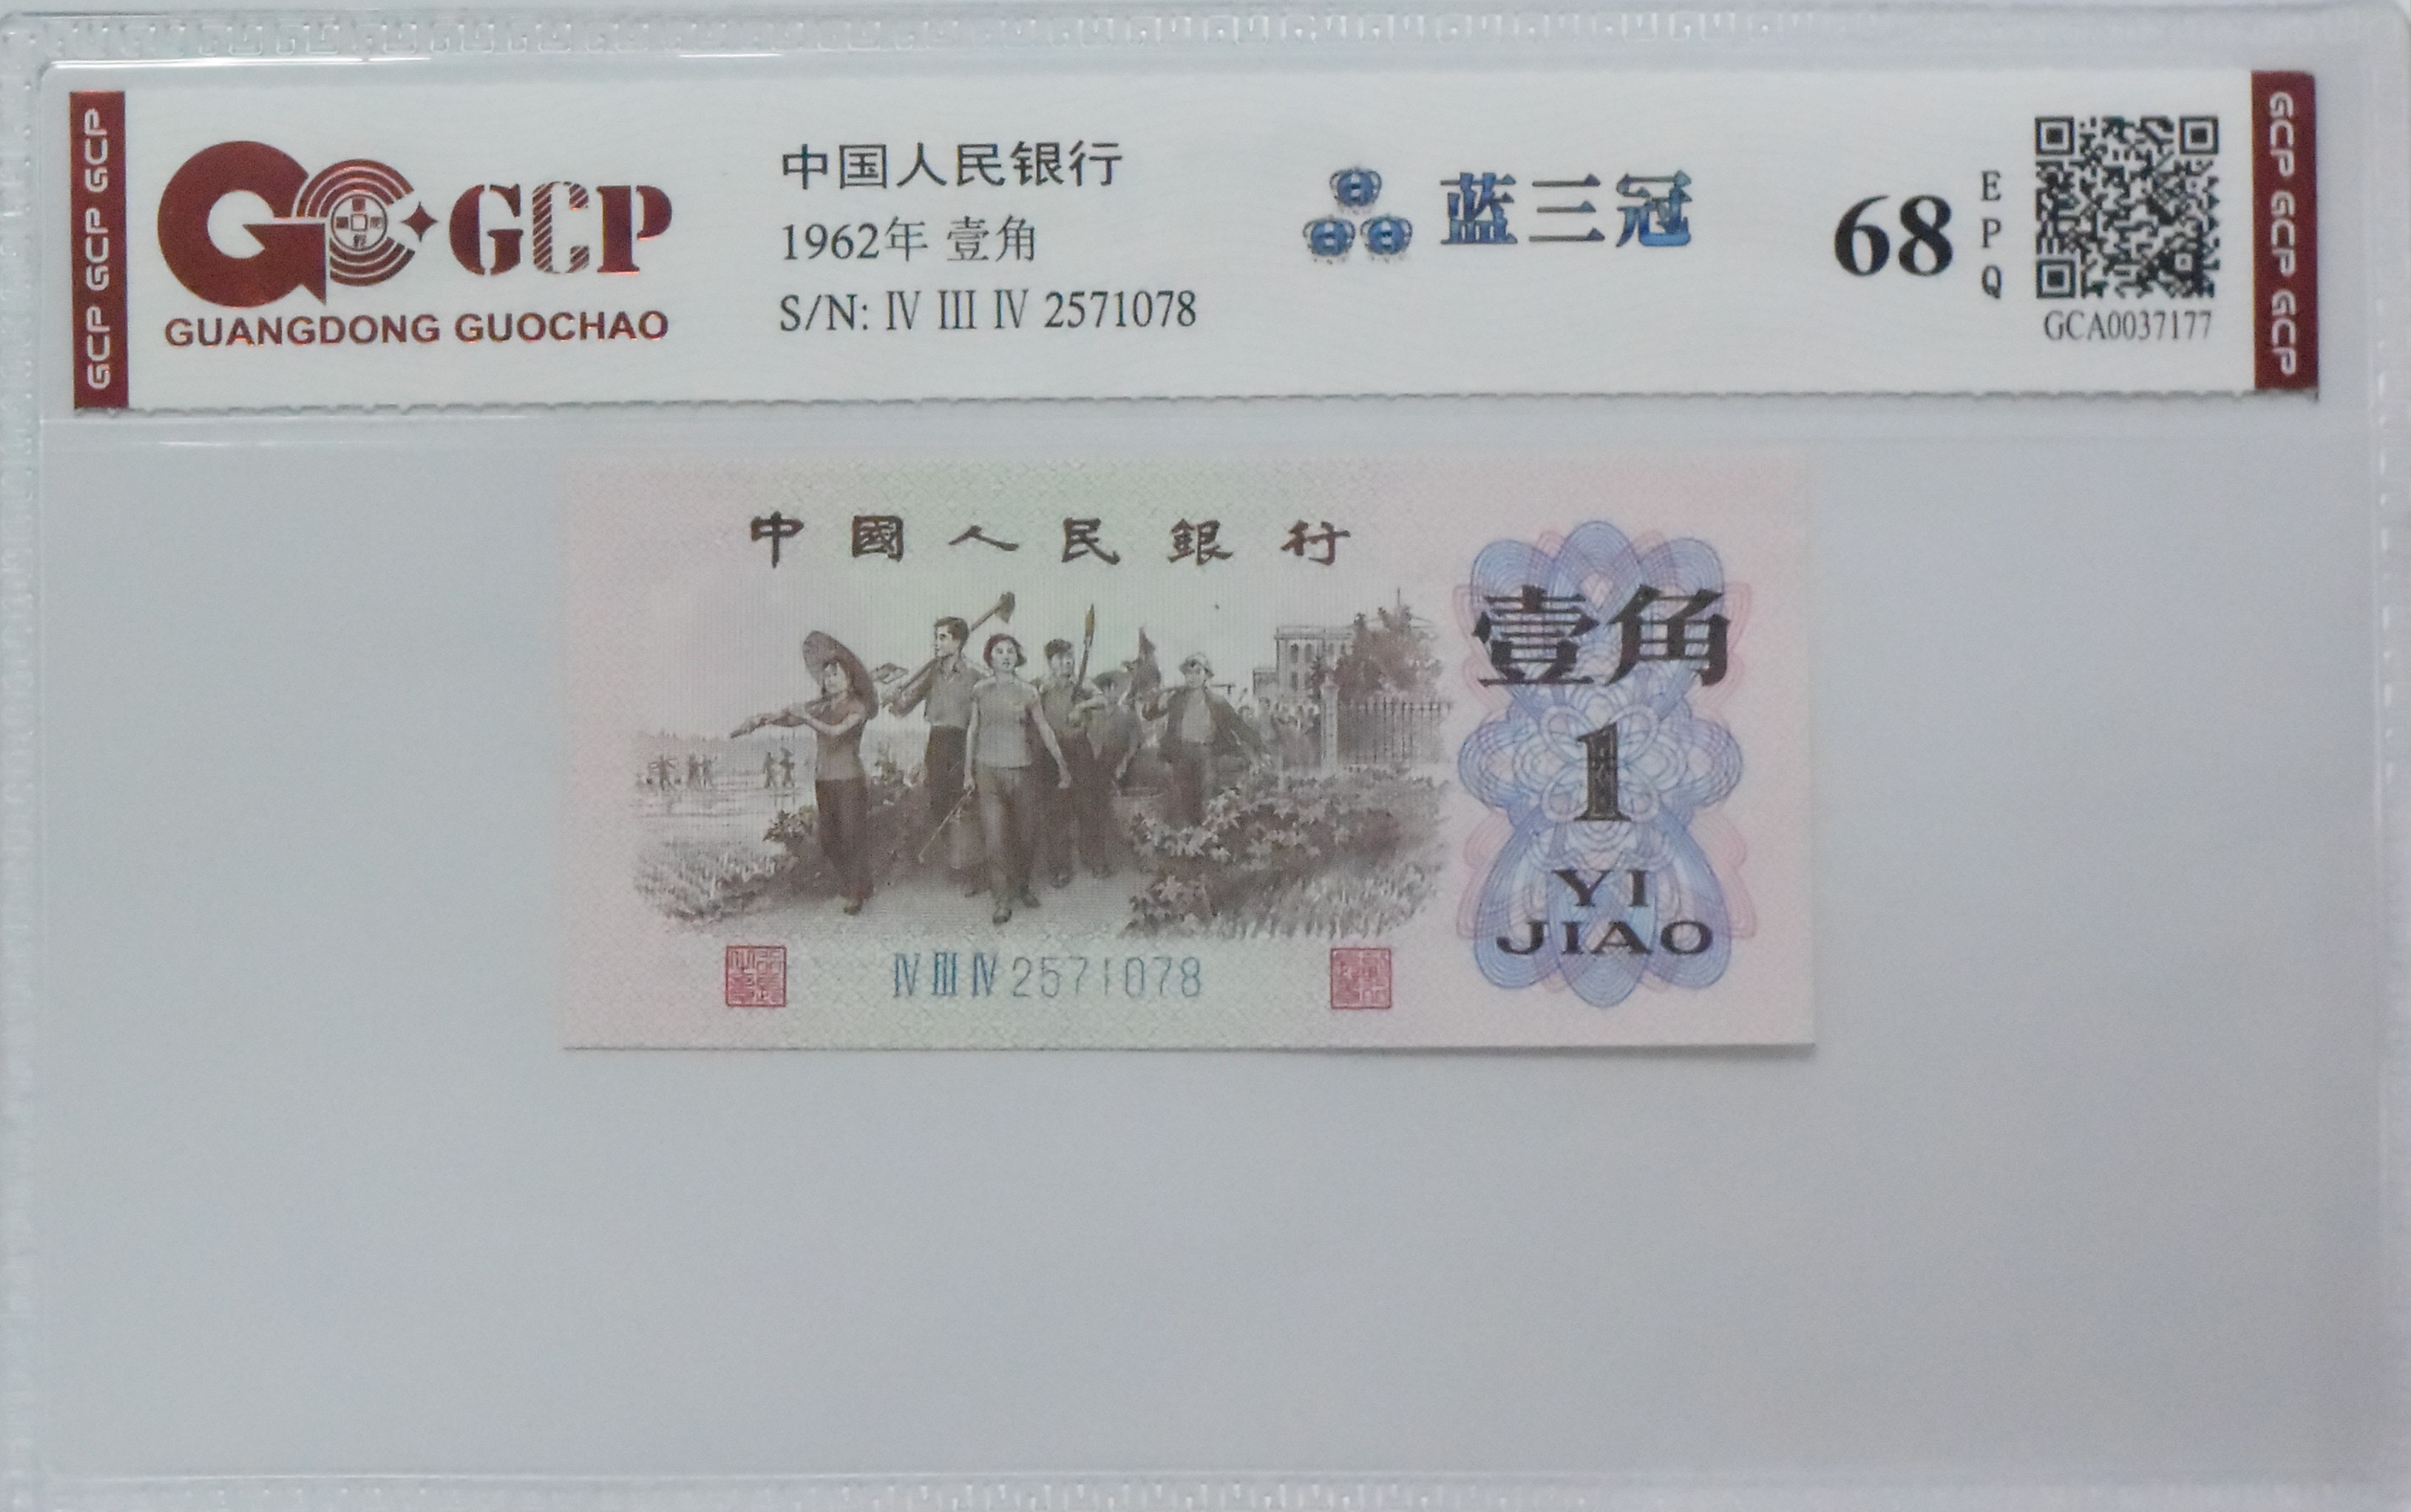 GCP GCP GCP
GCP
GUANGDONG GUOCHAO
中国人民银行
1962年 壹角
S/N: Ⅳ Ⅲ Ⅳ 2571078
蓝三冠
68
E
P
Q
GCA0037177
GCP GCP GCP
中國人民銀行
壹角
1
YI
JIAO
Ⅳ Ⅲ Ⅳ 2571078